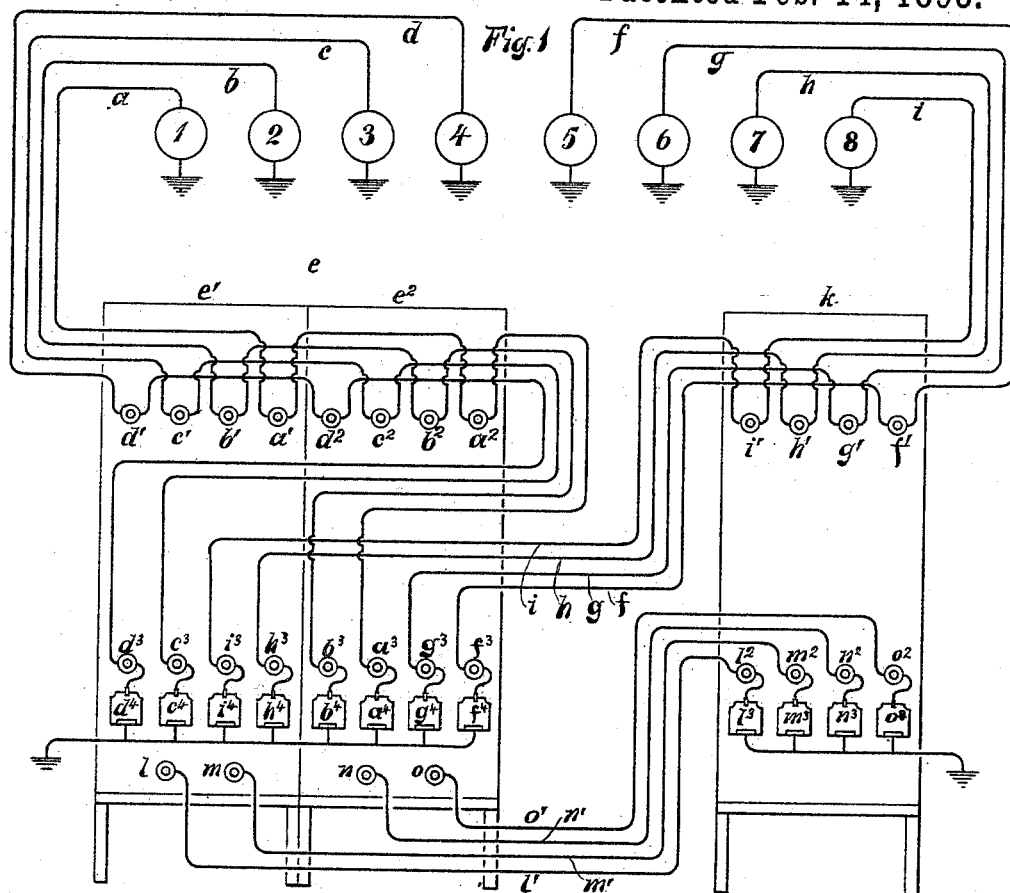 Patented Feb. 14, 1898.
Fig. 1
d f
c g
b h
a i
1 2 3 4 5 6 7 8
e
e' e² k
d' c' b' a' d² c² b² a² i' h' g' f'
i h g f
d³ c³ i³ h³ b³ a³ g³ f³ l² m² n² o²
d⁴ c⁴ i⁴ h⁴ b⁴ a⁴ g⁴ f⁴ l³ m³ n³ o³
l m n o
o' n'
l' m'